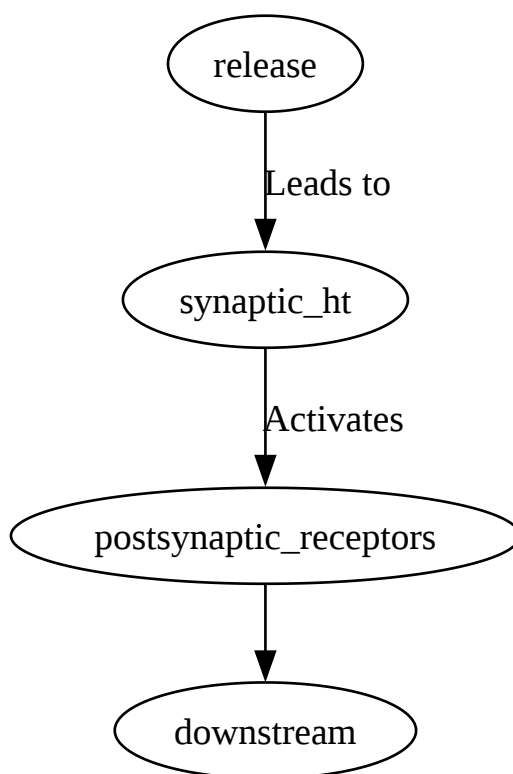 release
Leads to
synaptic_ht
Activates
postsynaptic_receptors
downstream